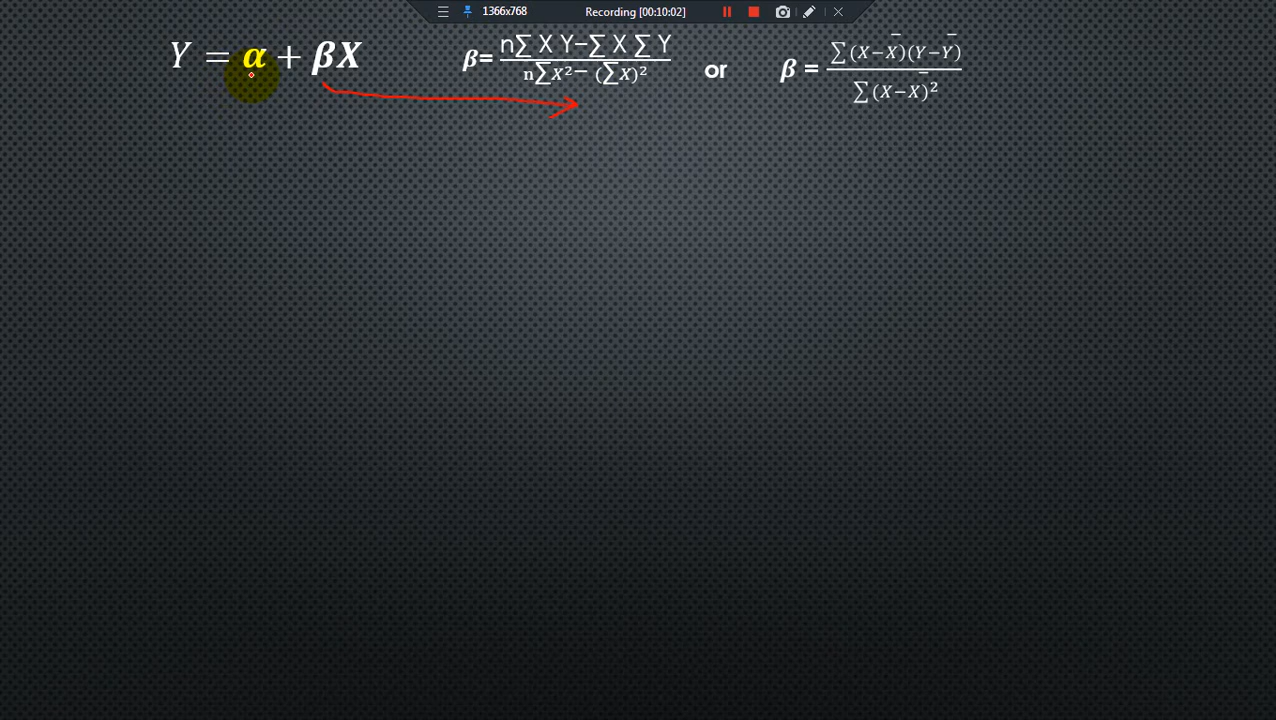 1366x768 Recording [00:10:02]
Y = α + βX
β= n∑ X Y−∑ X ∑ Y / n∑X²− (∑X)² or β = ∑(X−X̄)(Y−Ȳ) / ∑(X−X̄)²